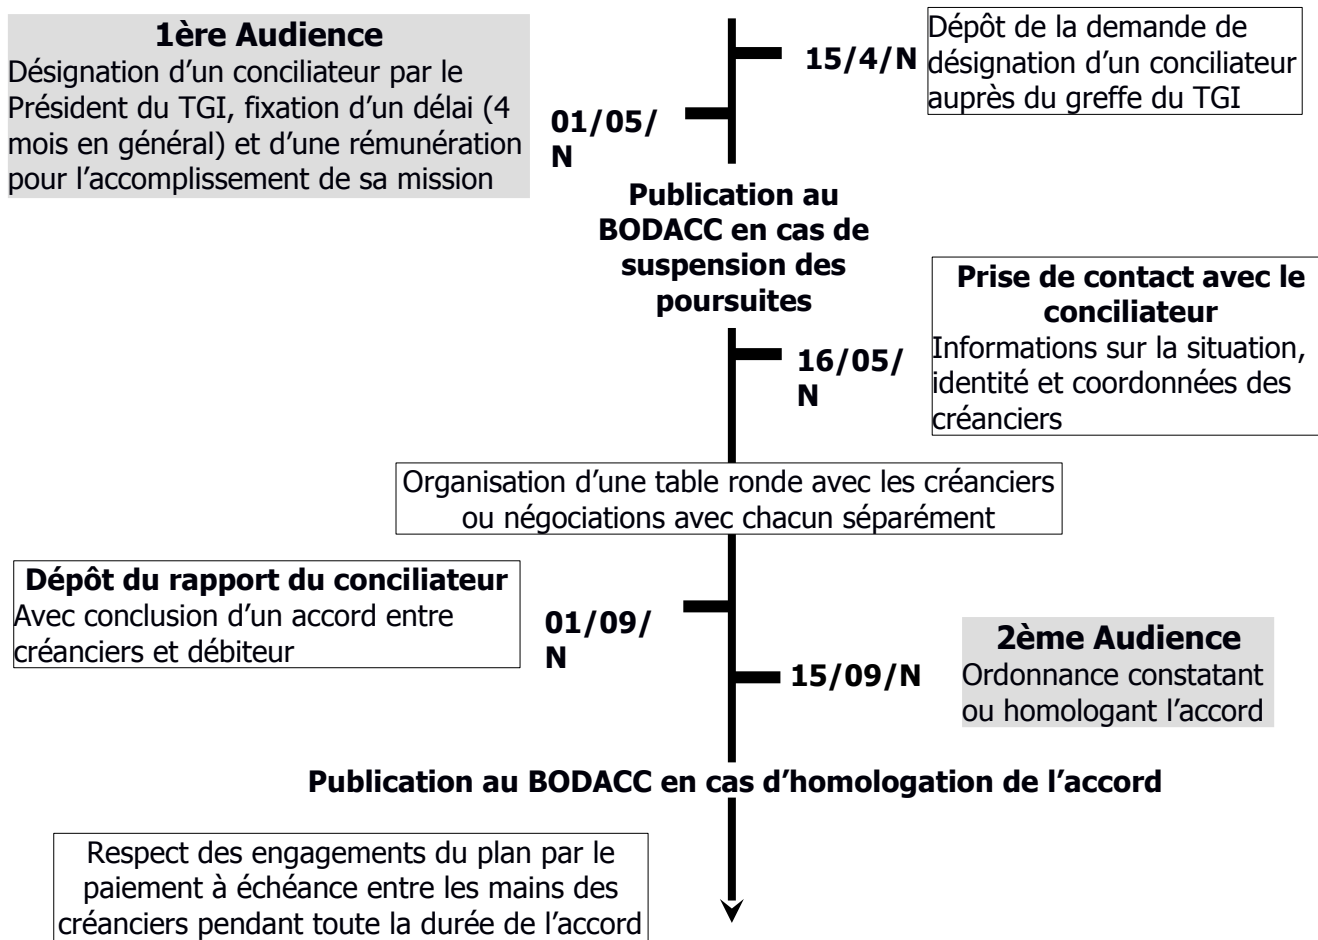 1ère Audience
Désignation d’un conciliateur par le
Président du TGI, fixation d’un délai (4
mois en général) et d’une rémunération
pour l’accomplissement de sa mission
15/4/N
Dépôt de la demande de
désignation d’un conciliateur
auprès du greffe du TGI
01/05/
N
Publication au
BODACC en cas de
suspension des
poursuites
16/05/
N
Prise de contact avec le
conciliateur
Informations sur la situation,
identité et coordonnées des
créanciers
Organisation d’une table ronde avec les créanciers
ou négociations avec chacun séparément
Dépôt du rapport du conciliateur
Avec conclusion d’un accord entre
créanciers et débiteur
01/09/
N
15/09/N
2ème Audience
Ordonnance constatant
ou homologant l’accord
Publication au BODACC en cas d’homologation de l’accord
Respect des engagements du plan par le
paiement à échéance entre les mains des
créanciers pendant toute la durée de l’accord